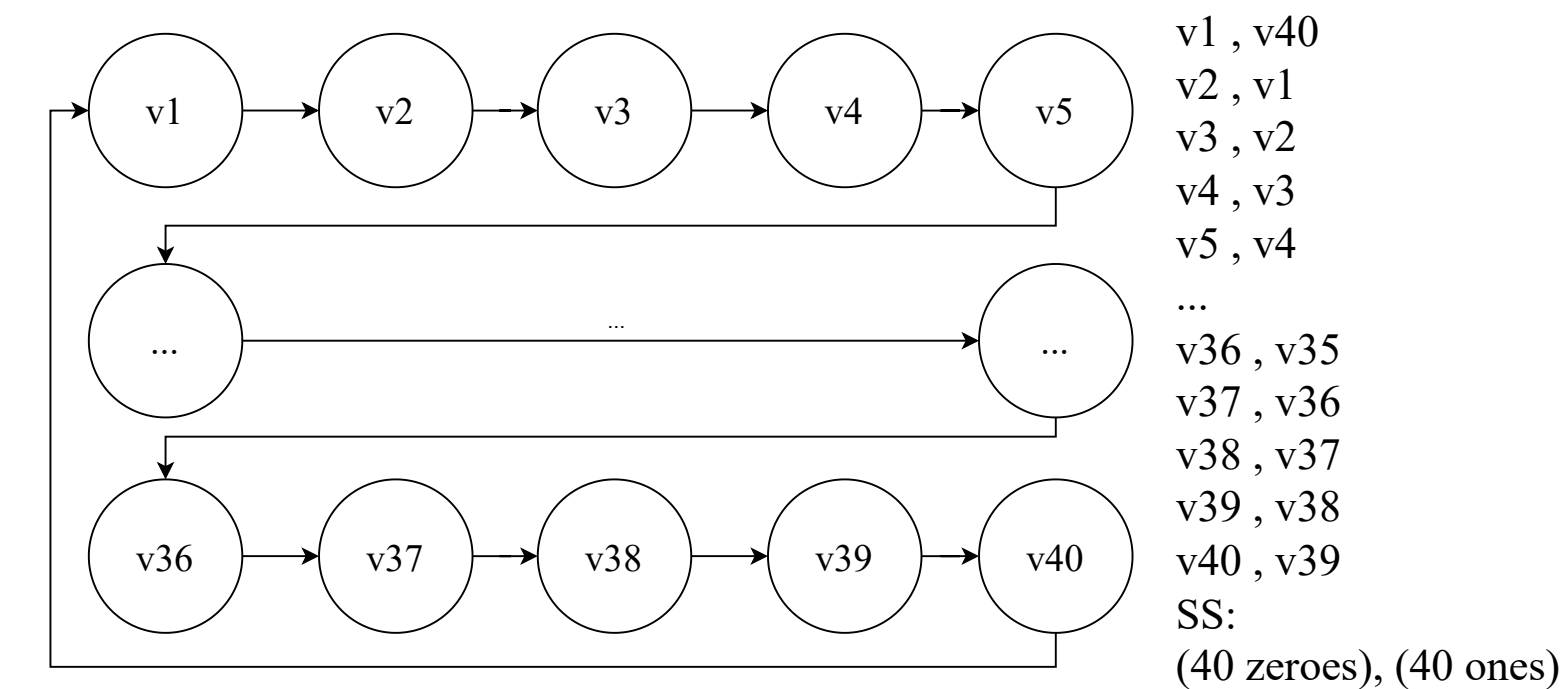 v1
v2
v3
v4
v5
...
...
...
v36
v37
v38
v39
v40
v1 , v40
v2 , v1
v3 , v2
v4 , v3
v5 , v4
...
v36 , v35
v37 , v36
v38 , v37
v39 , v38
v40 , v39
SS:
(40 zeroes), (40 ones)